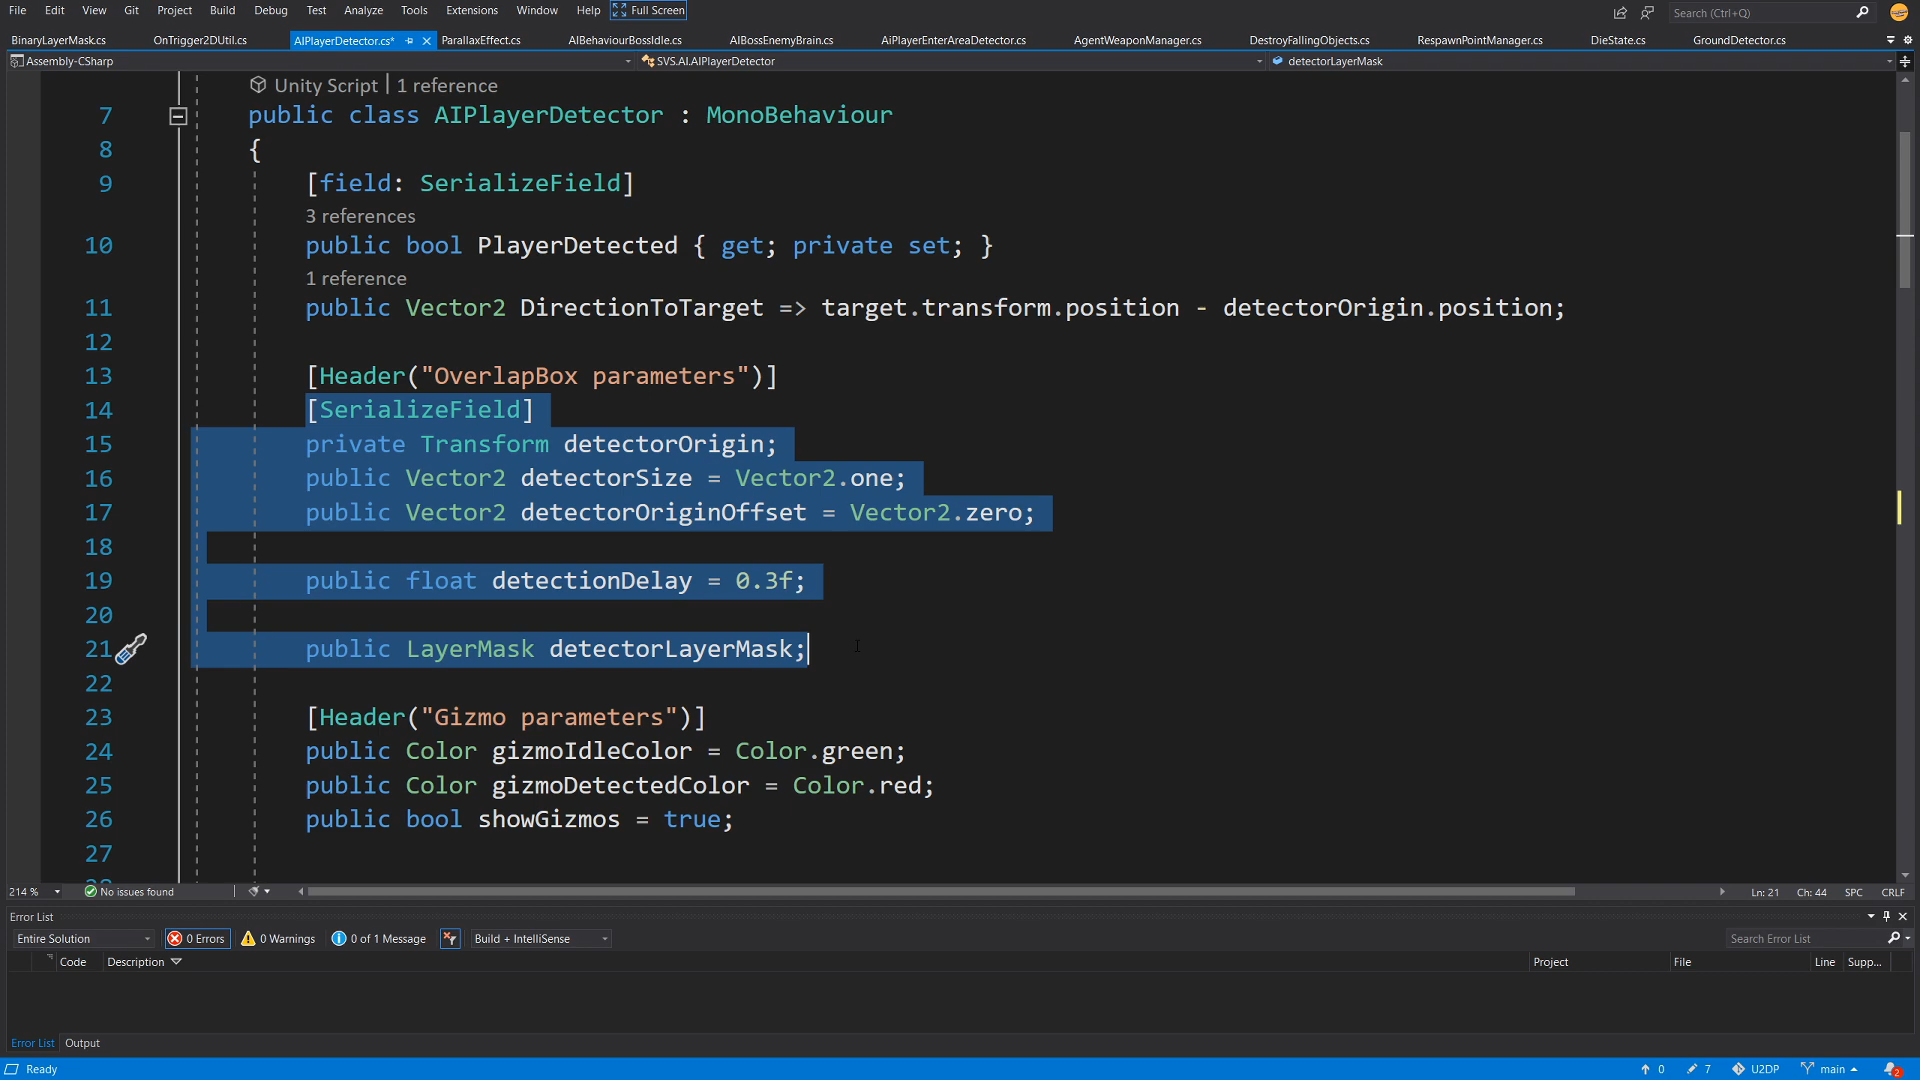 File Edit View Git Project Build Debug Test Analyze Tools Extensions Window Help Full Screen Search (Ctrl+Q)
BinaryLayerMask.cs OnTrigger2DUtil.cs AIPlayerDetector.cs* ParallaxEffect.cs AIBehaviourBossIdle.cs AIBossEnemyBrain.cs AiPlayerEnterAreaDetector.cs AgentWeaponManager.cs DestroyFallingObjects.cs RespawnPointManager.cs DieState.cs GroundDetector.cs
Assembly-CSharp SVS.AI.AIPlayerDetector detectorLayerMask
Unity Script | 1 reference
7 public class AIPlayerDetector : MonoBehaviour
8 {
9 [field: SerializeField]
3 references
10 public bool PlayerDetected { get; private set; }
1 reference
11 public Vector2 DirectionToTarget => target.transform.position - detectorOrigin.position;
12
13 [Header("OverlapBox parameters")]
14 [SerializeField]
15 private Transform detectorOrigin;
16 public Vector2 detectorSize = Vector2.one;
17 public Vector2 detectorOriginOffset = Vector2.zero;
18
19 public float detectionDelay = 0.3f;
20
21 public LayerMask detectorLayerMask;
22
23 [Header("Gizmo parameters")]
24 public Color gizmoIdleColor = Color.green;
25 public Color gizmoDetectedColor = Color.red;
26 public bool showGizmos = true;
27
214 % No issues found Ln: 21 Ch: 44 SPC CRLF
Error List
Entire Solution 0 Errors 0 Warnings 0 of 1 Message Build + IntelliSense Search Error List
Code Description Project File Line Supp...
Error List Output
Ready 0 7 U2DP main 2